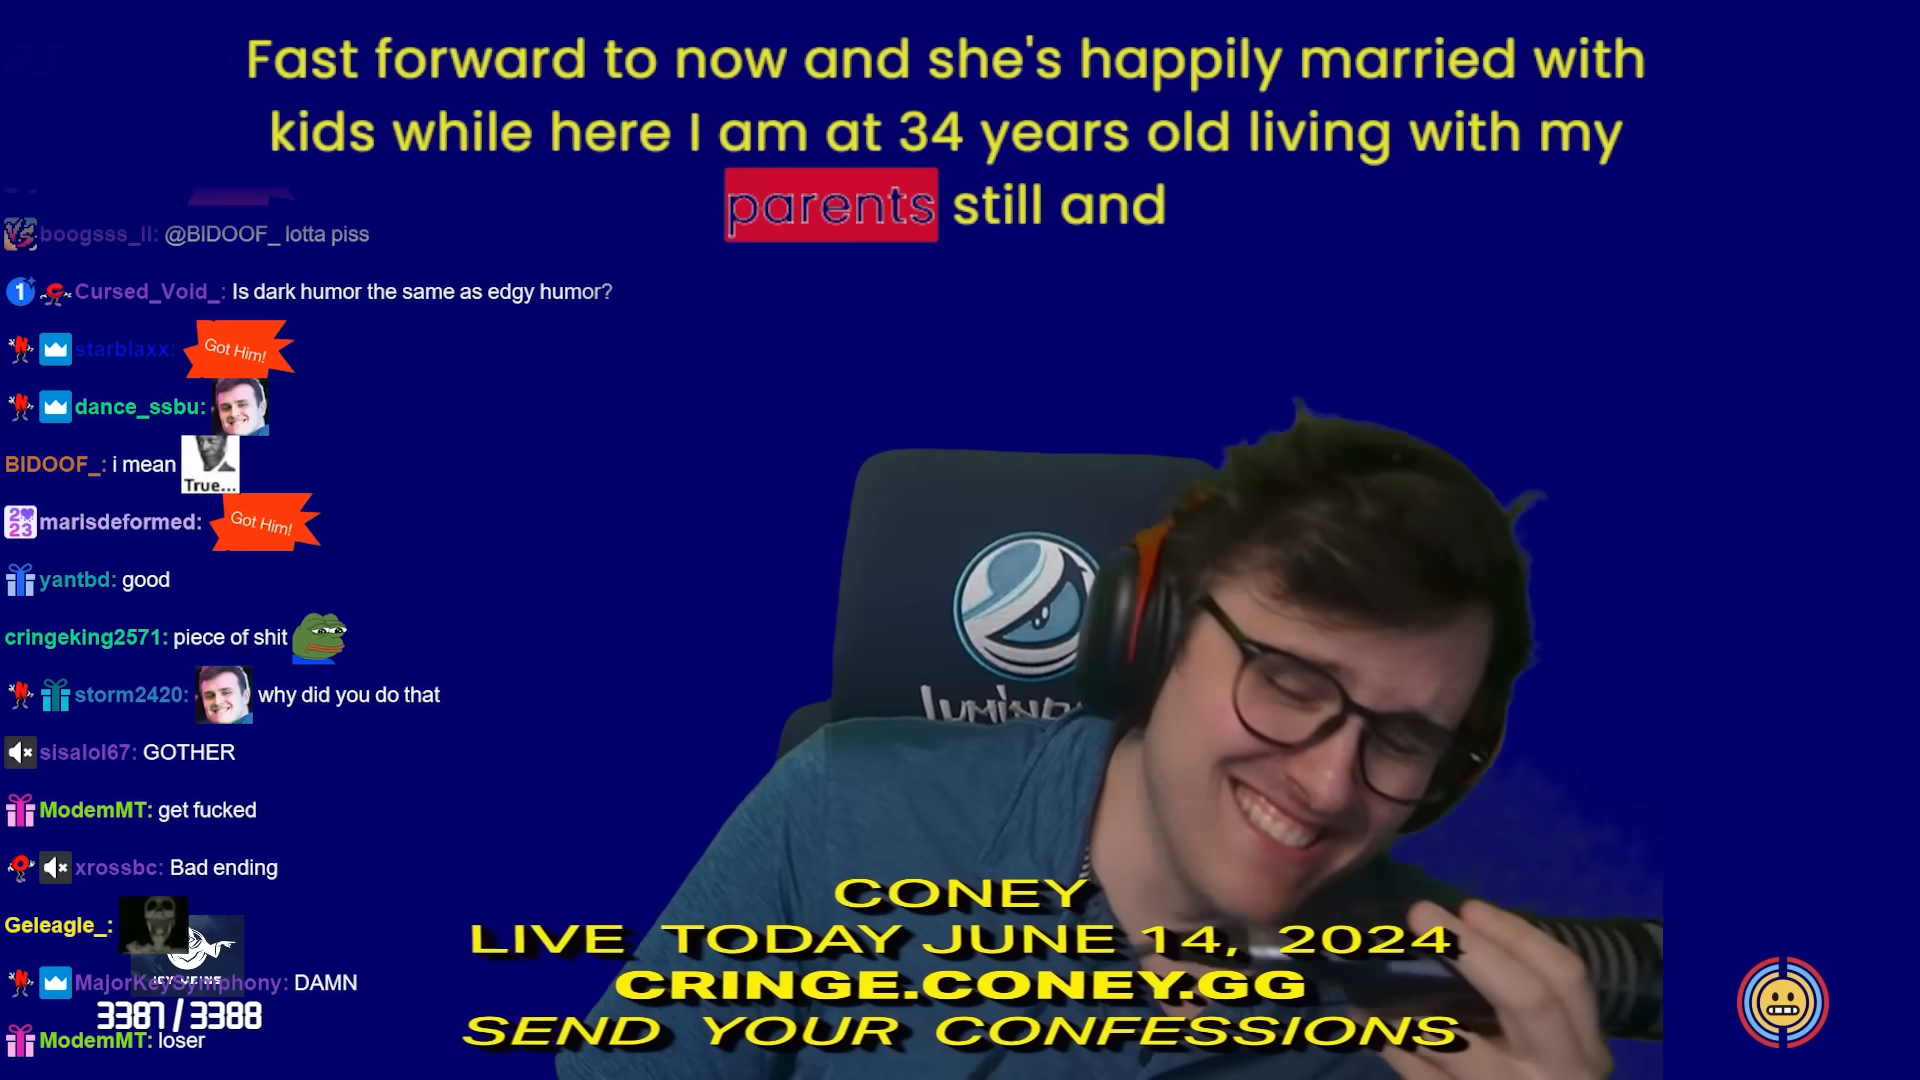 Fast forward to now and she's happily married with
kids while here I am at 34 years old living with my
parents still and
boogsss_ll: @BIDOOF_ lotta piss
1 Cursed_Void_: Is dark humor the same as edgy humor?
starblaxx: Got Him!
dance_ssbu:
BIDOOF_: i mean True...
2023 marisdeformed: Got Him!
yantbd: good
cringeking2571: piece of shit
storm2420: why did you do that
sisalol67: GOTHER
ModemMT: get fucked
xrossbc: Bad ending
Geleagle_:
MajorKeySymphony: DAMN
3387 / 3388
ModemMT: loser
CONEY
LIVE TODAY JUNE 14, 2024
CRINGE.CONEY.GG
SEND YOUR CONFESSIONS